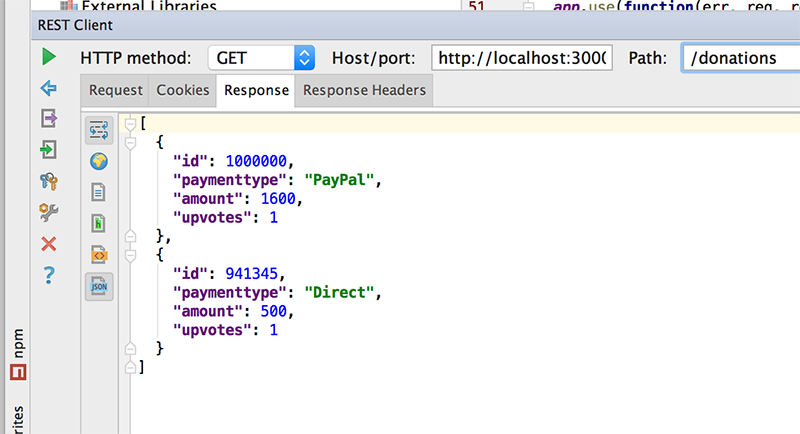 External Libraries
51 app.use(function(err, req, r
REST Client
HTTP method: GET Host/port: http://localhost:300 Path: /donations
Request Cookies Response Response Headers
[
{
"id": 1000000,
"paymenttype": "PayPal",
"amount": 1600,
"upvotes": 1
},
{
"id": 941345,
"paymenttype": "Direct",
"amount": 500,
"upvotes": 1
}
]
JSON
npm
rites